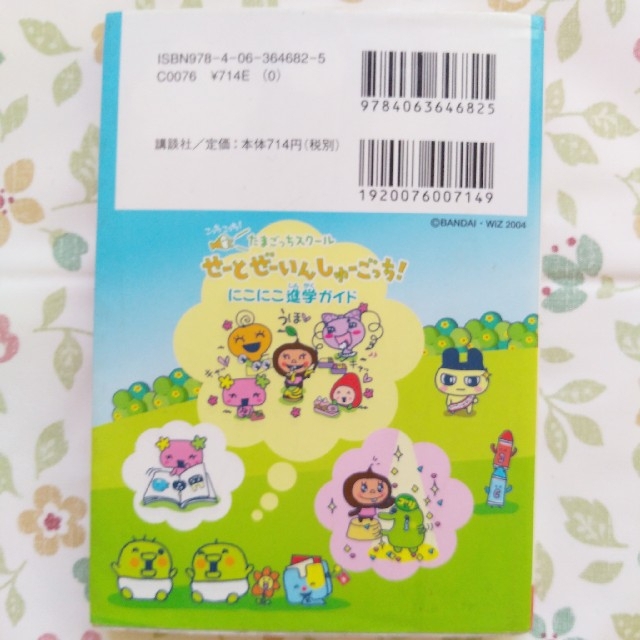 ISBN978-4-06-364682-5
C0076 ¥714E (0)
9784063646825
講談社/定価:本体714円(税別)
1920076007149
©BANDAI・WiZ 2004
たまごっちスクール
せーとぜーいんしゅーごっち!
にこにこ進学ガイド
うほっ